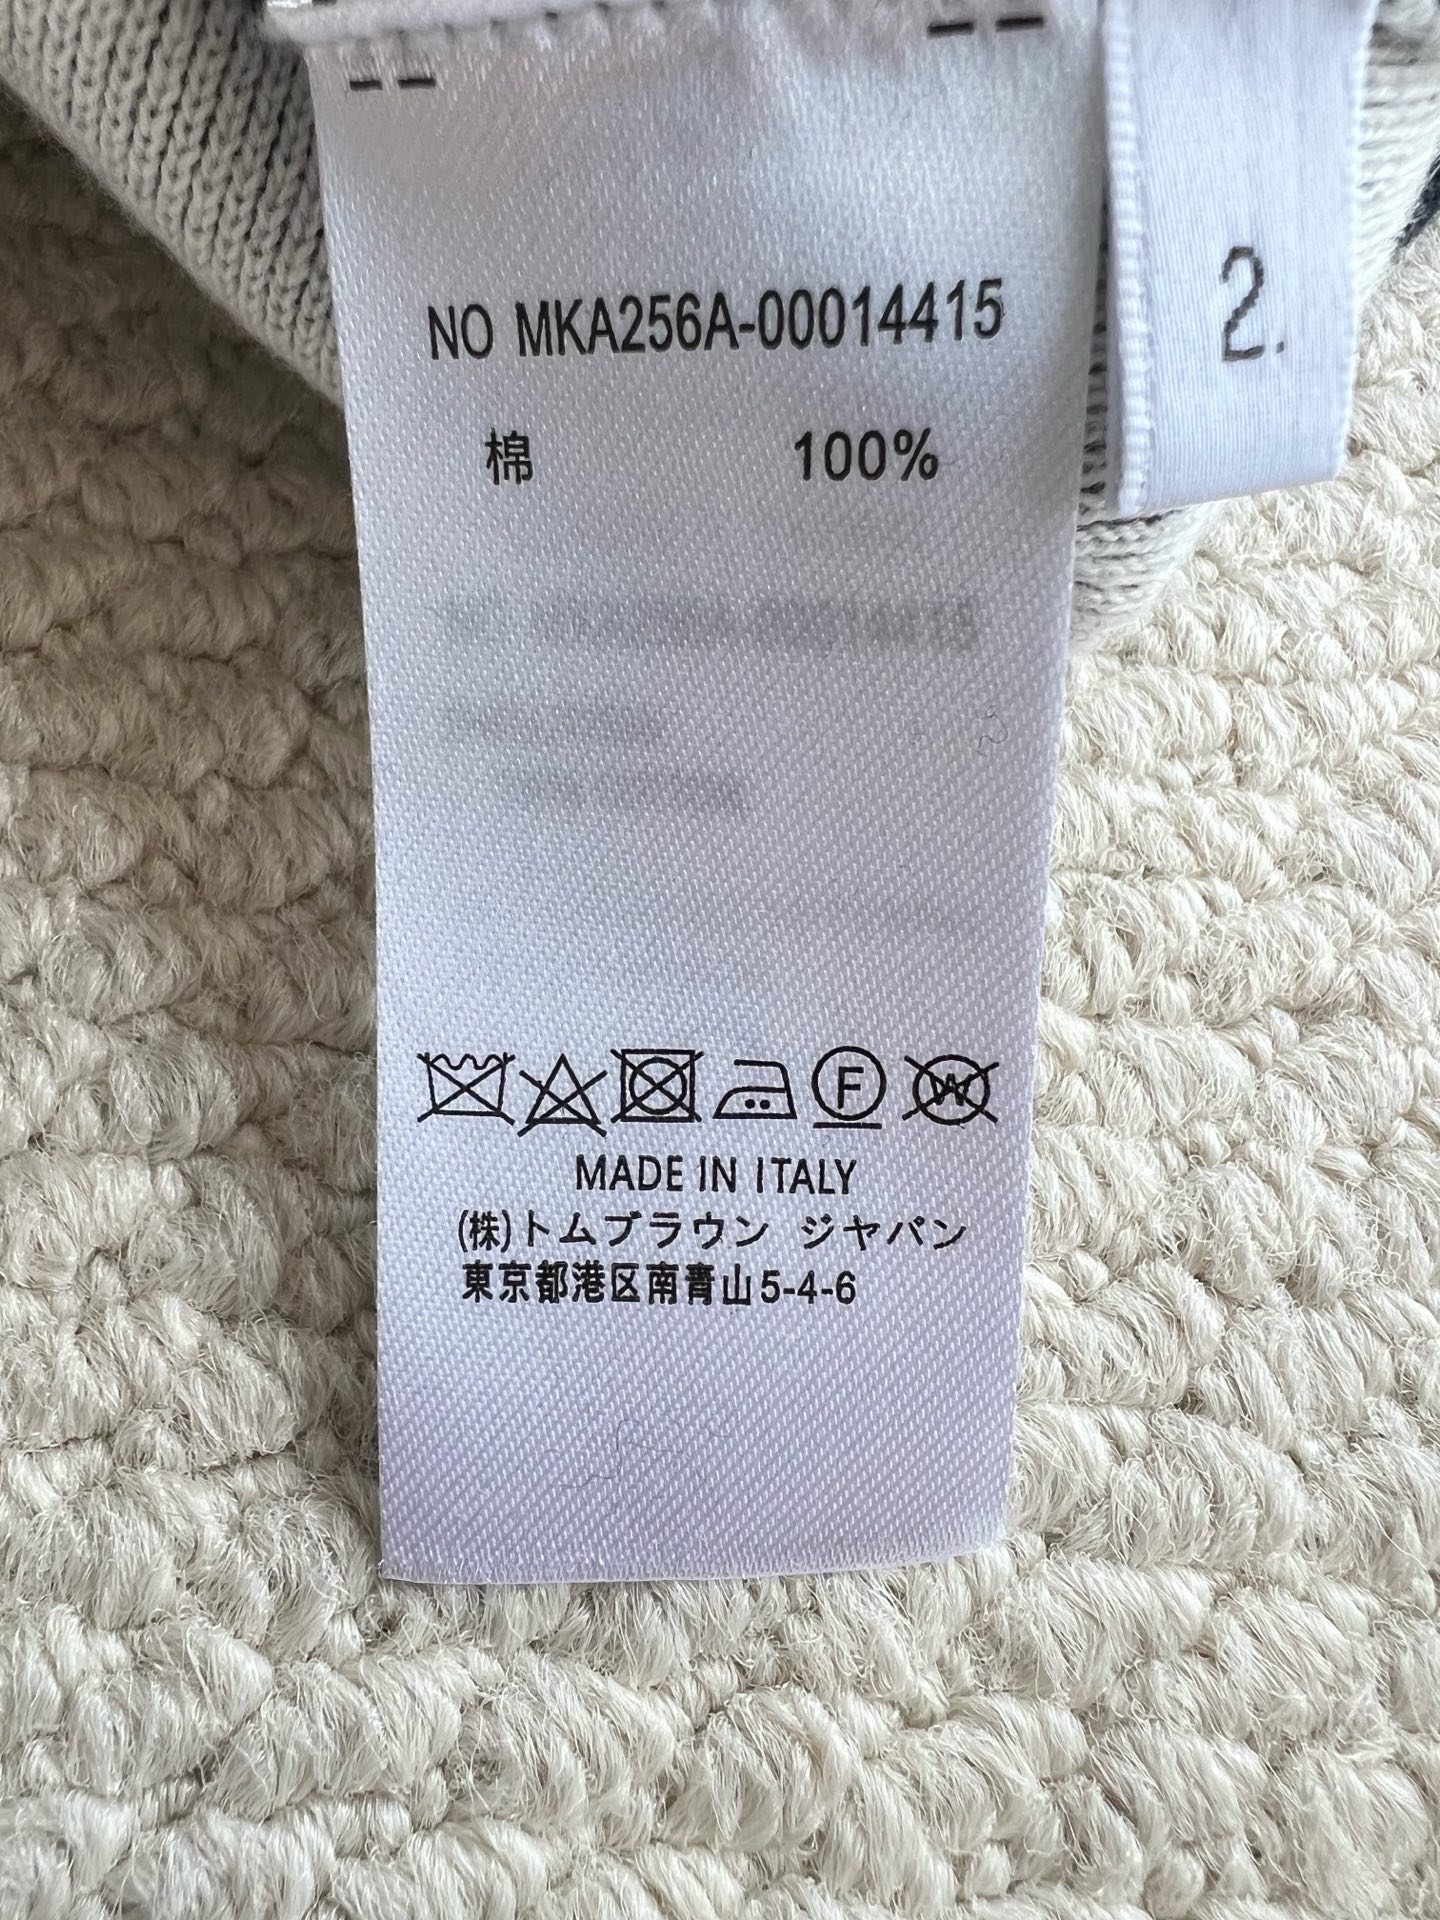 NO MKA256A-00014415
2.
棉 100%
F
W
MADE IN ITALY
(株)トムブラウン ジャパン
東京都港区南青山5-4-6